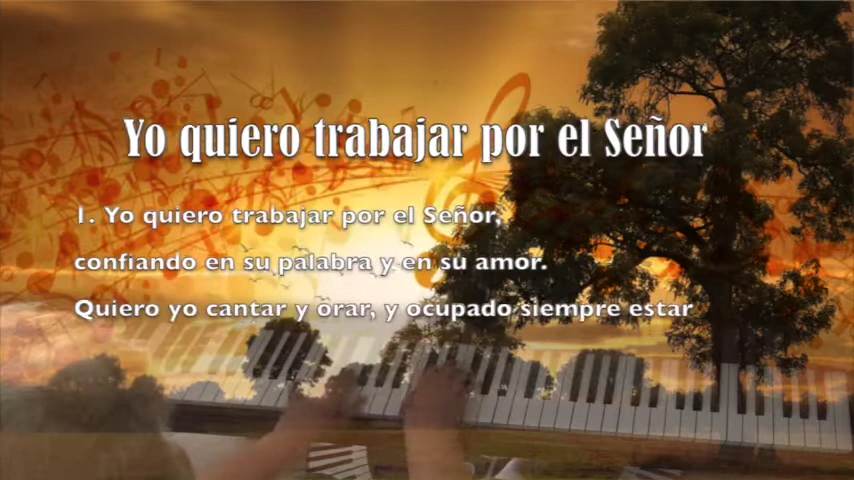 Yo quiero trabajar por el Señor
1. Yo quiero trabajar por el Señor,
confiando en su palabra y en su amor.
Quiero yo cantar y orar, y ocupado siempre estar